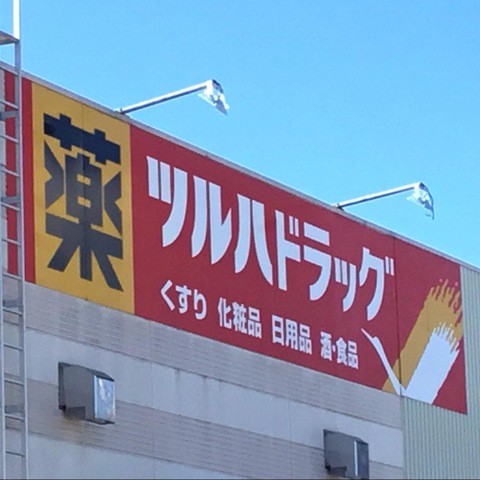 薬
ツルハドラッグ
くすり 化粧品 日用品 酒・食品